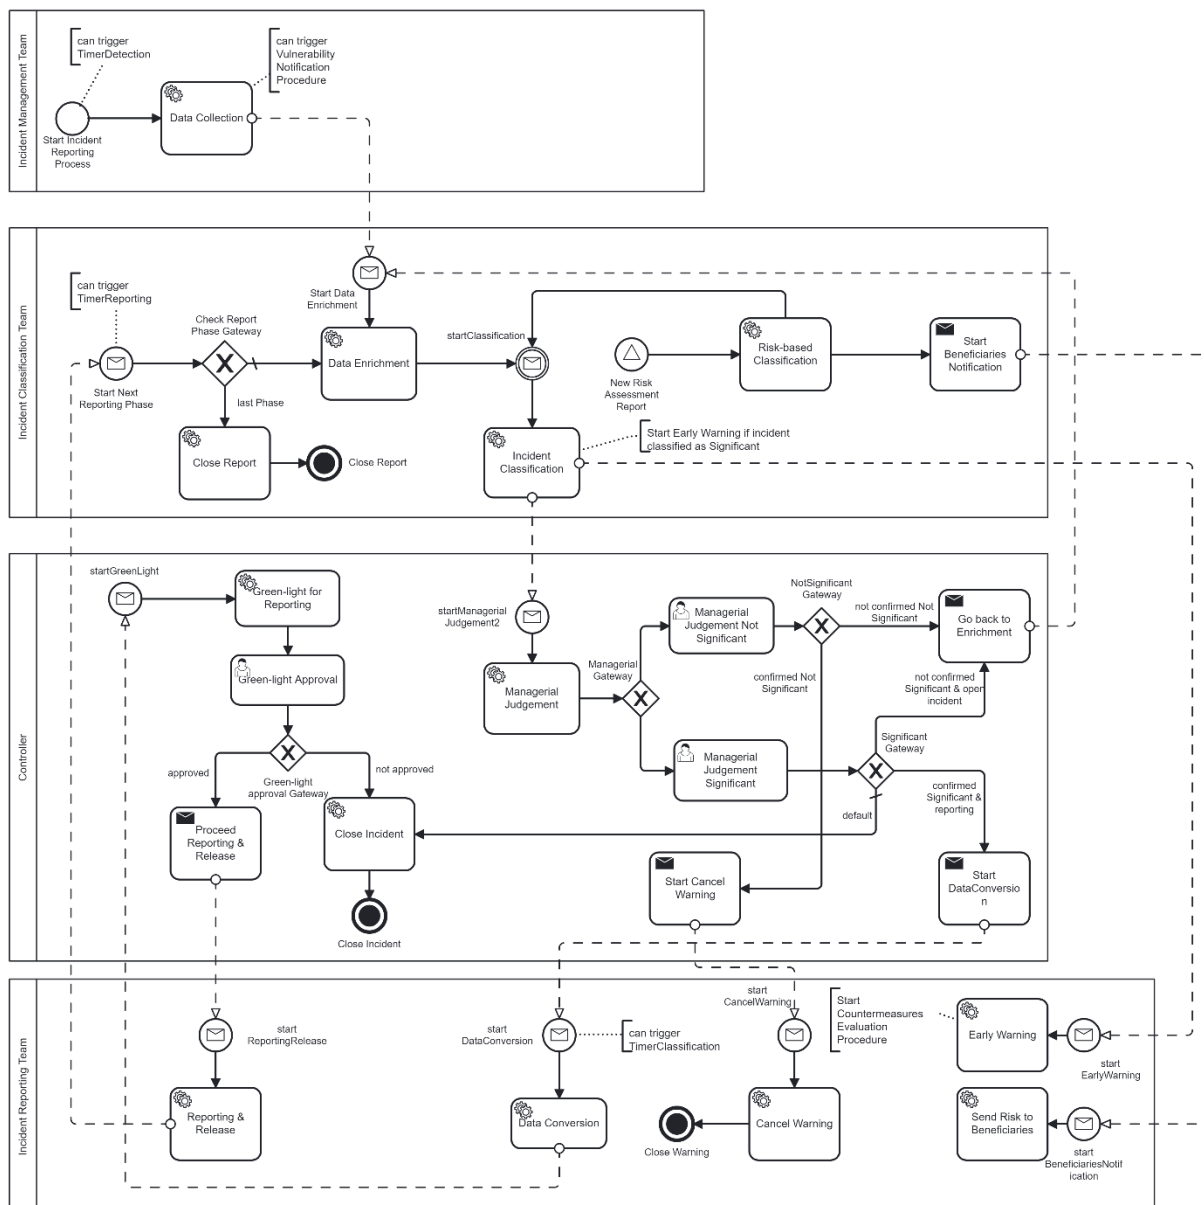 Incident Management Team
can trigger
TimerDetection
can trigger
Vulnerability
Notification
Procedure
Data Collection
Start Incident
Reporting
Process
Incident Classification Team
can trigger
TimerReporting
Start Data
Enrichment
Check Report
Phase Gateway
startClassification
Data Enrichment
Start Next
Reporting Phase
last Phase
New Risk
Assessment
Report
Risk-based
Classification
Start
Beneficiaries
Notification
Close Report
Close Report
Incident
Classification
Start Early Warning if incident
classified as Significant
Controller
startGreenLight
Green-light for
Reporting
Green-light Approval
approved
not approved
Green-light
approval Gateway
Proceed
Reporting &
Release
Close Incident
Close Incident
startManagerial
Judgement2
Managerial
Judgement
Managerial
Gateway
Managerial
Judgement Not
Significant
NotSignificant
Gateway
not confirmed Not
Significant
Go back to
Enrichment
confirmed Not
Significant
not confirmed
Significant & open
incident
Managerial
Judgement
Significant
Significant
Gateway
confirmed
Significant &
reporting
default
Start Cancel
Warning
Start
DataConversio
n
Incident Reporting Team
start
ReportingRelease
Reporting &
Release
start
DataConversion
can trigger
TimerClassification
Data Conversion
start
CancelWarning
Cancel Warning
Close Warning
Start
Countermeasures
Evaluation
Procedure
Early Warning
start
EarlyWarning
Send Risk to
Beneficiaries
start
BeneficiariesNotif
ication